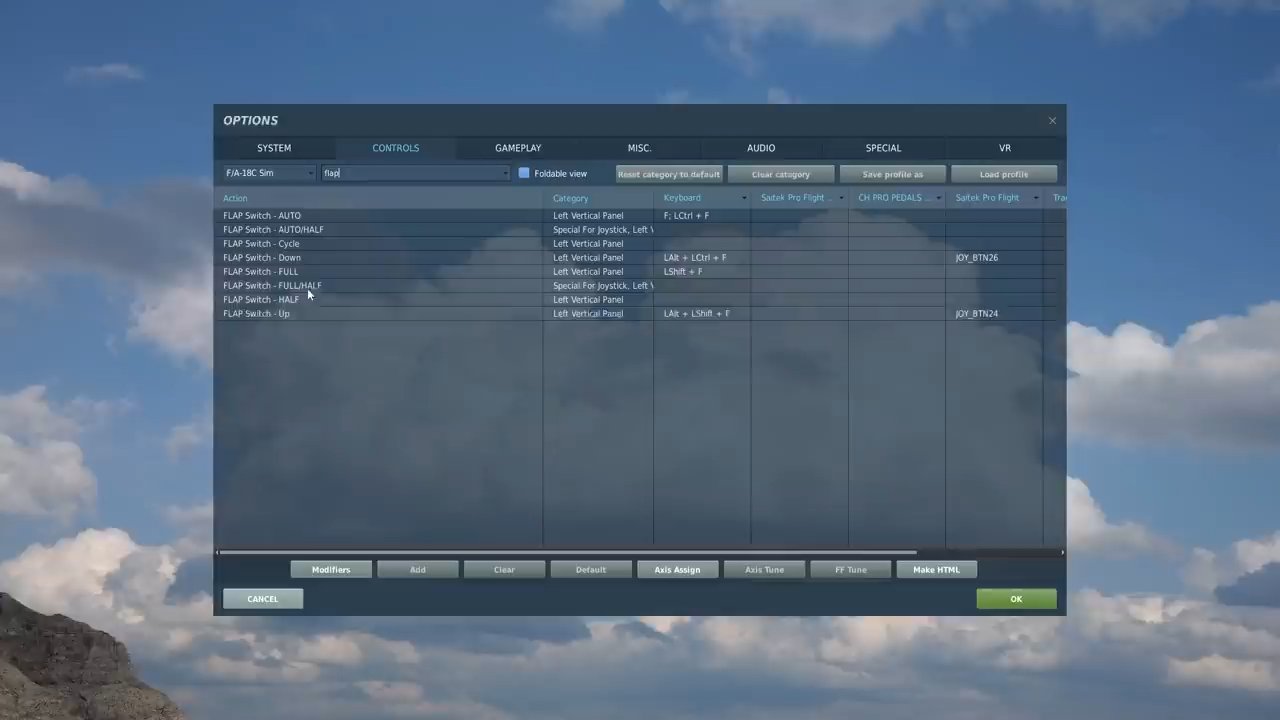 OPTIONS
SYSTEM CONTROLS GAMEPLAY MISC. AUDIO SPECIAL VR
F/A-18C Sim flap Foldable view Reset category to default Clear category Save profile as Load profile
Action Category Keyboard Saitek Pro Flight ... CH PRO PEDALS ... Saitek Pro Flight Tra
FLAP Switch - AUTO Left Vertical Panel F; LCtrl + F
FLAP Switch - AUTO/HALF Special For Joystick, Left V
FLAP Switch - Cycle Left Vertical Panel
FLAP Switch - Down Left Vertical Panel LAlt + LCtrl + F JOY_BTN26
FLAP Switch - FULL Left Vertical Panel LShift + F
FLAP Switch - FULL/HALF Special For Joystick, Left V
FLAP Switch - HALF Left Vertical Panel
FLAP Switch - Up Left Vertical Panel LAlt + LShift + F JOY_BTN24
Modifiers Add Clear Default Axis Assign Axis Tune FF Tune Make HTML
CANCEL OK